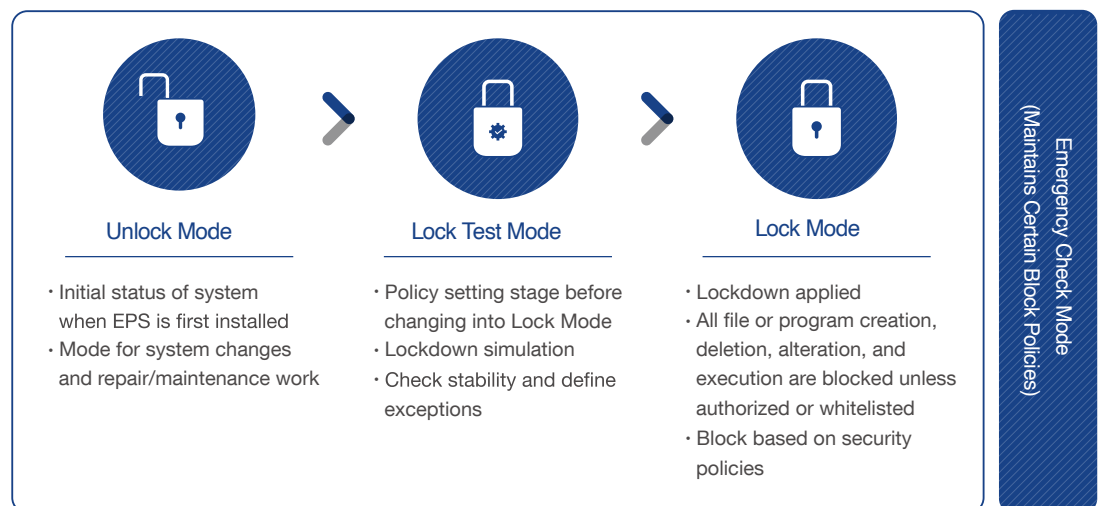 Unlock Mode
· Initial status of system
when EPS is first installed
· Mode for system changes
and repair/maintenance work
Lock Test Mode
· Policy setting stage before
changing into Lock Mode
· Lockdown simulation
· Check stability and define
exceptions
Lock Mode
· Lockdown applied
· All file or program creation,
deletion, alteration, and
execution are blocked unless
authorized or whitelisted
· Block based on security
policies
Emergency Check Mode
(Maintains Certain Block Policies)